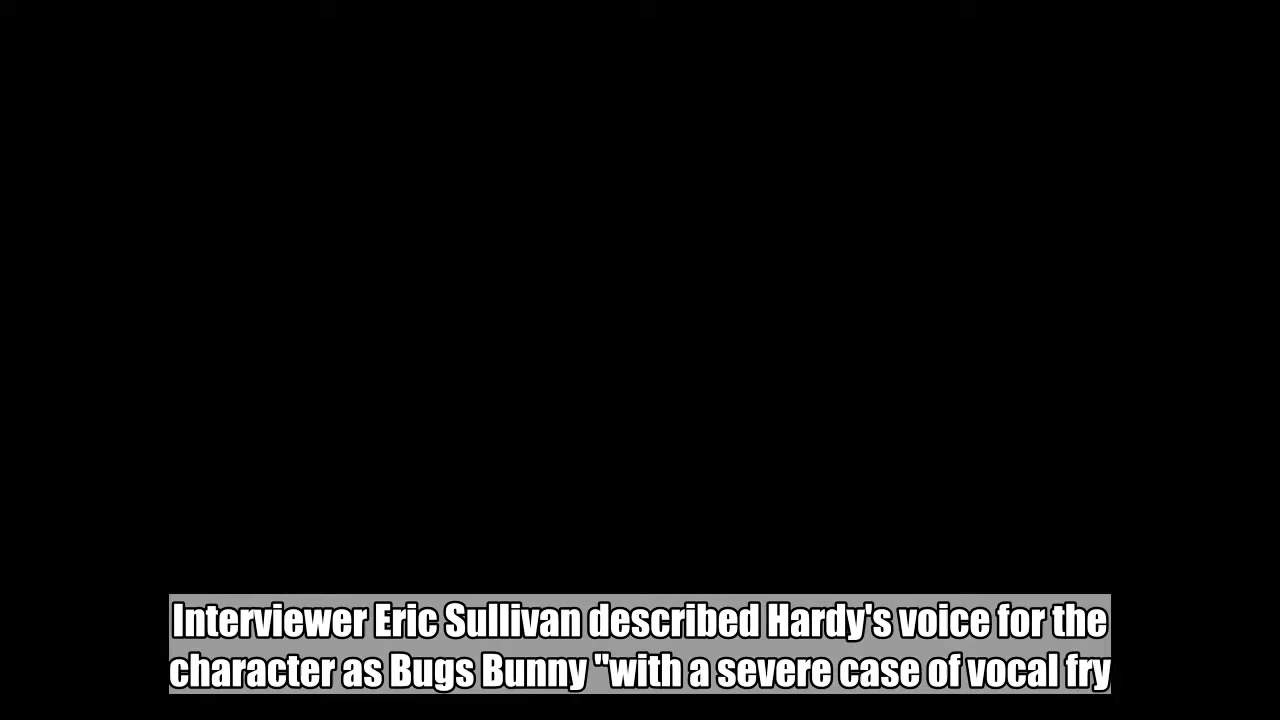 Interviewer Eric Sullivan described Hardy's voice for the
character as Bugs Bunny "with a severe case of vocal fry